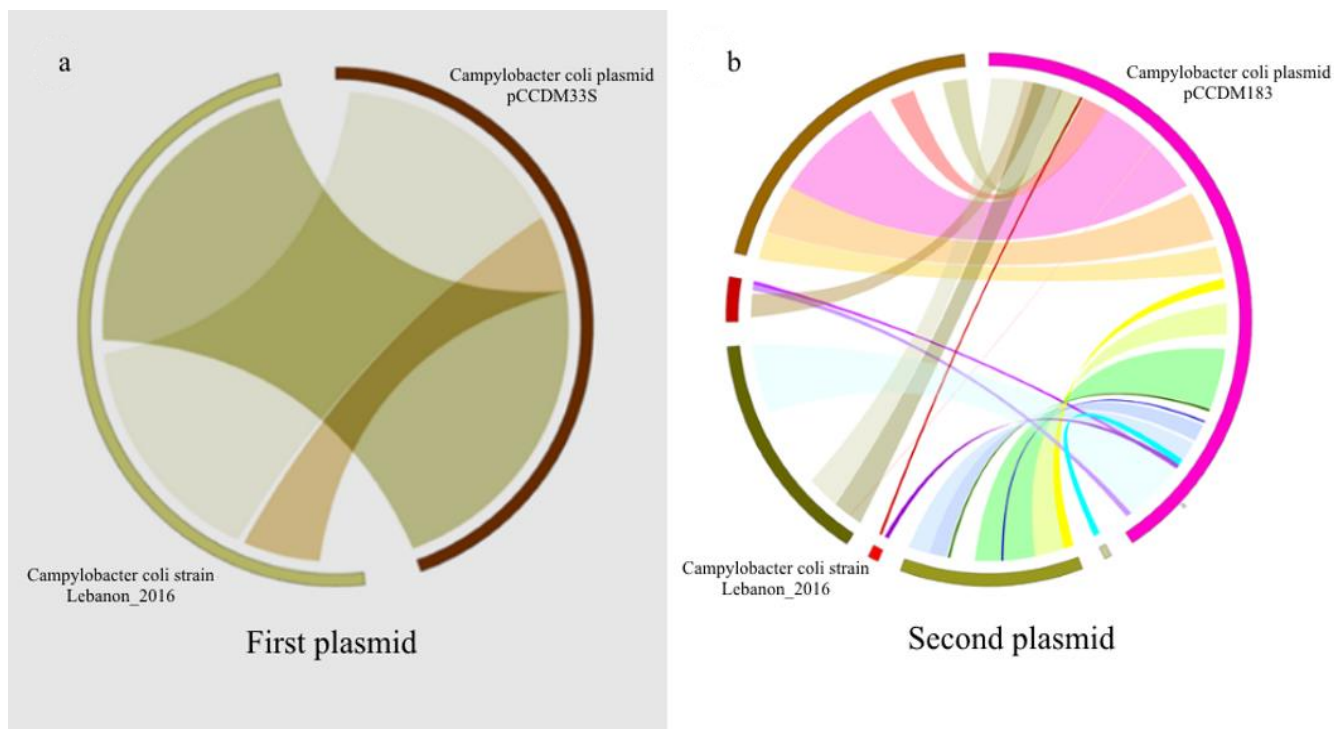 a
Campylobacter coli plasmid
pCCDM33S
Campylobacter coli strain
Lebanon_2016
First plasmid
b
Campylobacter coli plasmid
pCCDM183
Campylobacter coli strain
Lebanon_2016
Second plasmid